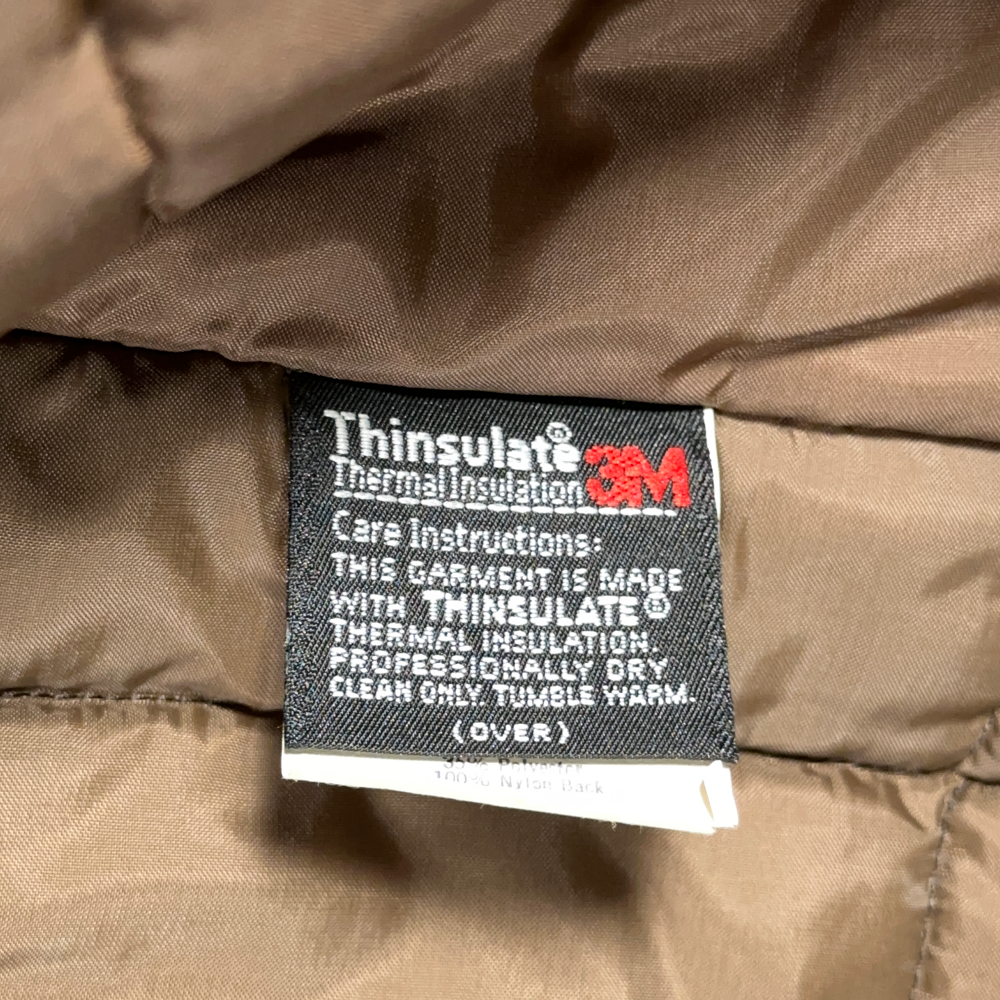 Thinsulate® 3M
Thermal Insulation
Care Instructions:
THIS GARMENT IS MADE
WITH THINSULATE®
THERMAL INSULATION.
PROFESSIONALLY DRY
CLEAN ONLY. TUMBLE WARM.
(OVER)
Polyester
100% Nylon Back